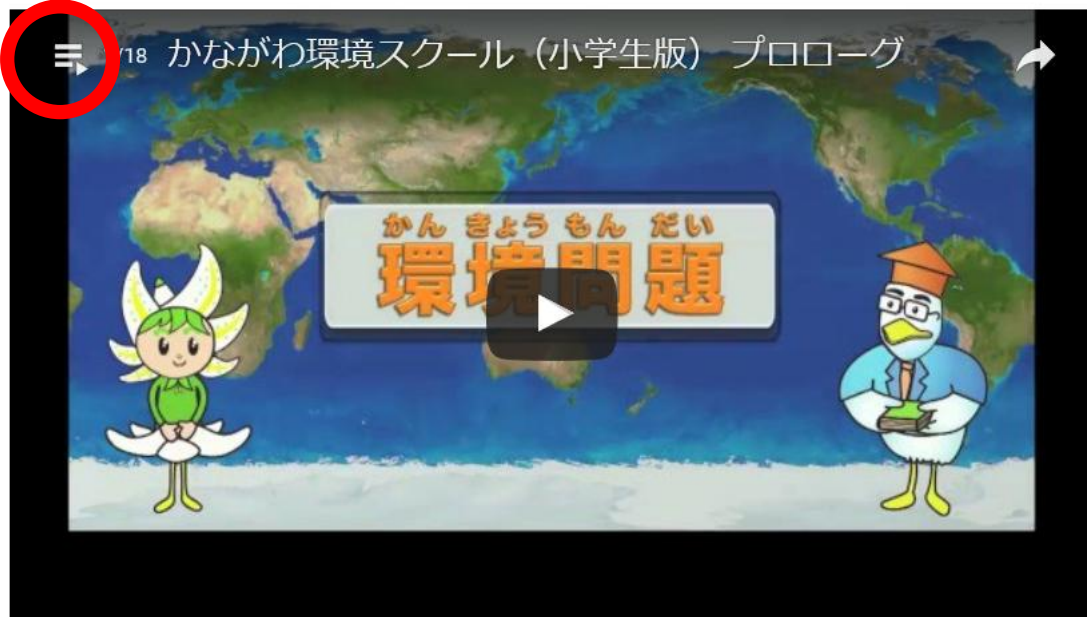 /18 かながわ環境スクール（小学生版） プロローグ
かん きょう もん だい
環境問題